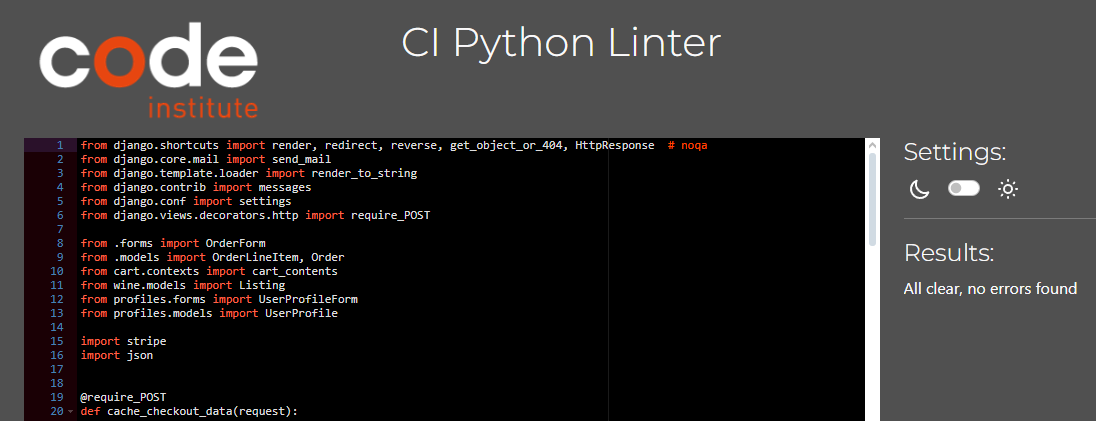 code
institute
CI Python Linter
1 from django.shortcuts import render, redirect, reverse, get_object_or_404, HttpResponse  # noqa
2 from django.core.mail import send_mail
3 from django.template.loader import render_to_string
4 from django.contrib import messages
5 from django.conf import settings
6 from django.views.decorators.http import require_POST
7
8 from .forms import OrderForm
9 from .models import OrderLineItem, Order
10 from cart.contexts import cart_contents
11 from wine.models import Listing
12 from profiles.forms import UserProfileForm
13 from profiles.models import UserProfile
14
15 import stripe
16 import json
17
18
19 @require_POST
20 def cache_checkout_data(request):
Settings:
Results:
All clear, no errors found